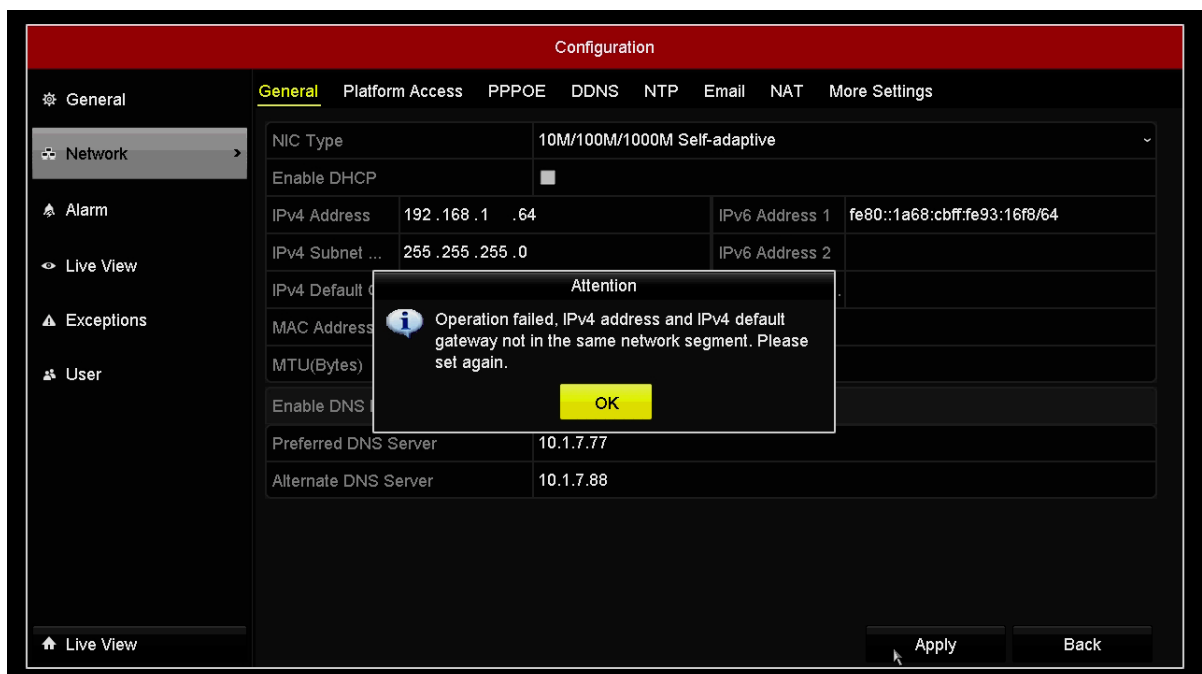 Configuration
General
Network
Alarm
Live View
Exceptions
User
Live View
General Platform Access PPPOE DDNS NTP Email NAT More Settings
NIC Type 10M/100M/1000M Self-adaptive
Enable DHCP
IPv4 Address 192.168.1.64 IPv6 Address 1 fe80::1a68:cbff:fe93:16f8/64
IPv4 Subnet ... 255.255.255.0 IPv6 Address 2
IPv4 Default
MAC Address
MTU(Bytes)
Enable DNS
Preferred DNS Server 10.1.7.77
Alternate DNS Server 10.1.7.88
Attention
Operation failed, IPv4 address and IPv4 default
gateway not in the same network segment. Please
set again.
OK
Apply Back